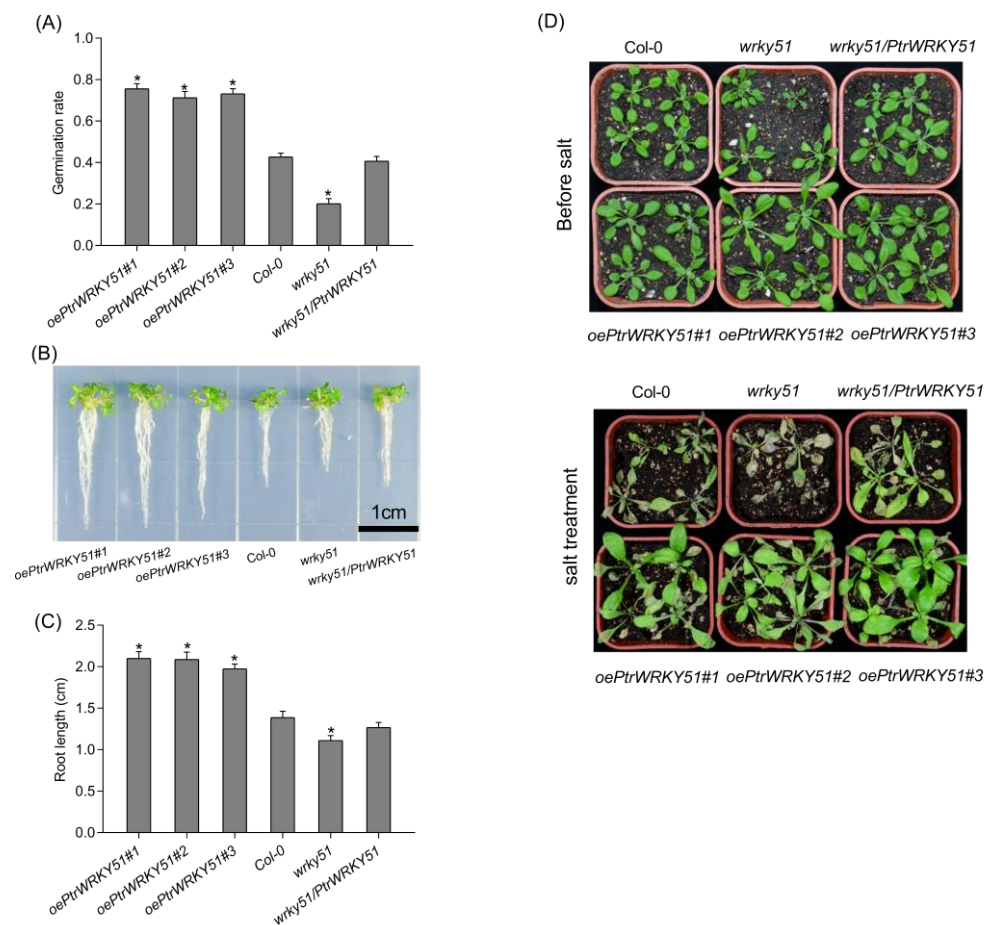 (A)
Germination rate
1.0
0.8
0.6
0.4
0.2
0.0
* * * *
oePtrWRKY51#1 oePtrWRKY51#2 oePtrWRKY51#3 Col-0 wrky51 wrky51/PtrWRKY51
(B)
1cm
oePtrWRKY51#1 oePtrWRKY51#2 oePtrWRKY51#3 Col-0 wrky51 wrky51/PtrWRKY51
(C)
Root length (cm)
2.5
2.0
1.5
1.0
0.5
0.0
* * * *
oePtrWRKY51#1 oePtrWRKY51#2 oePtrWRKY51#3 Col-0 wrky51 wrky51/PtrWRKY51
(D)
Col-0 wrky51 wrky51/PtrWRKY51
Before salt
oePtrWRKY51#1 oePtrWRKY51#2 oePtrWRKY51#3
Col-0 wrky51 wrky51/PtrWRKY51
salt treatment
oePtrWRKY51#1 oePtrWRKY51#2 oePtrWRKY51#3